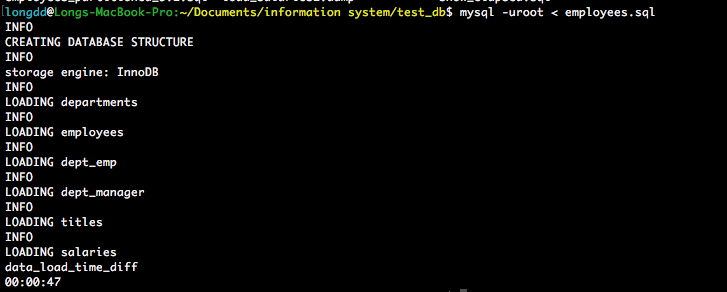 longdd@Longs-MacBook-Pro:~/Documents/information system/test_db$ mysql -uroot < employees.sql
INFO
CREATING DATABASE STRUCTURE
INFO
storage engine: InnoDB
INFO
LOADING departments
INFO
LOADING employees
INFO
LOADING dept_emp
INFO
LOADING dept_manager
INFO
LOADING titles
INFO
LOADING salaries
data_load_time_diff
00:00:47